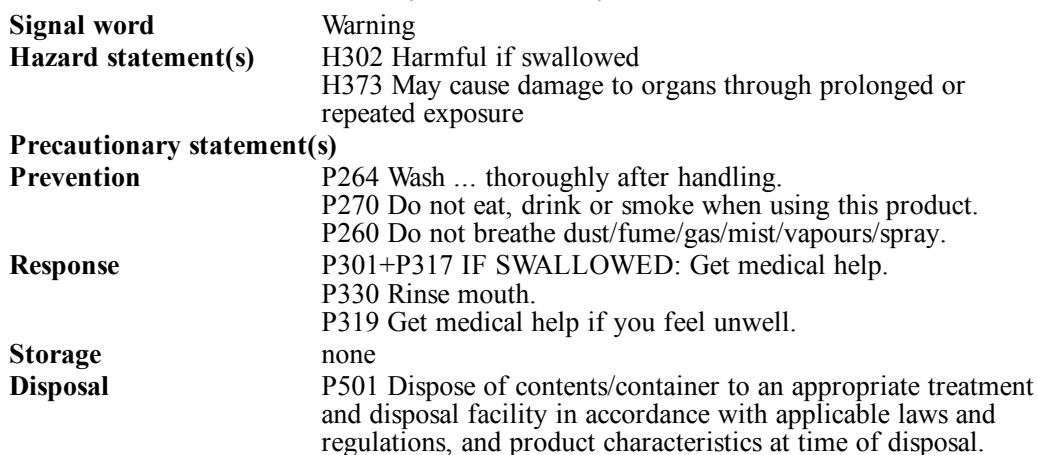 Signal word Warning
Hazard statement(s) H302 Harmful if swallowed
H373 May cause damage to organs through prolonged or
repeated exposure
Precautionary statement(s)
Prevention P264 Wash ... thoroughly after handling.
P270 Do not eat, drink or smoke when using this product.
P260 Do not breathe dust/fume/gas/mist/vapours/spray.
Response P301+P317 IF SWALLOWED: Get medical help.
P330 Rinse mouth.
P319 Get medical help if you feel unwell.
Storage none
Disposal P501 Dispose of contents/container to an appropriate treatment
and disposal facility in accordance with applicable laws and
regulations, and product characteristics at time of disposal.